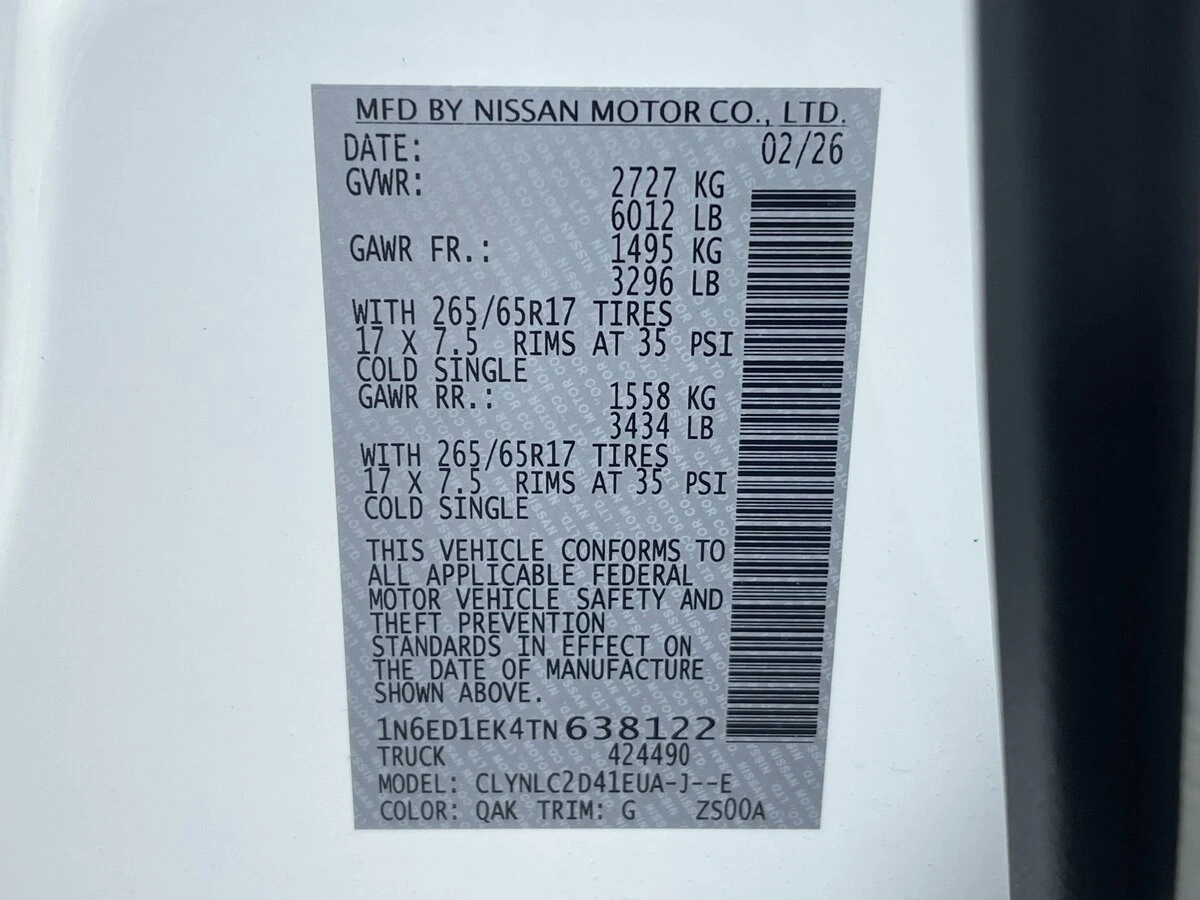 MFD BY NISSAN MOTOR CO., LTD.
DATE: 02/26
GVWR: 2727 KG
6012 LB
GAWR FR.: 1495 KG
3296 LB
WITH 265/65R17 TIRES
17 X 7.5 RIMS AT 35 PSI
COLD SINGLE
GAWR RR.: 1558 KG
3434 LB
WITH 265/65R17 TIRES
17 X 7.5 RIMS AT 35 PSI
COLD SINGLE
THIS VEHICLE CONFORMS TO
ALL APPLICABLE FEDERAL
MOTOR VEHICLE SAFETY AND
THEFT PREVENTION
STANDARDS IN EFFECT ON
THE DATE OF MANUFACTURE
SHOWN ABOVE.
1N6ED1EK4TN638122
TRUCK 424490
MODEL: CLYNLC2D41EUA-J--E
COLOR: QAK TRIM: G ZS00A